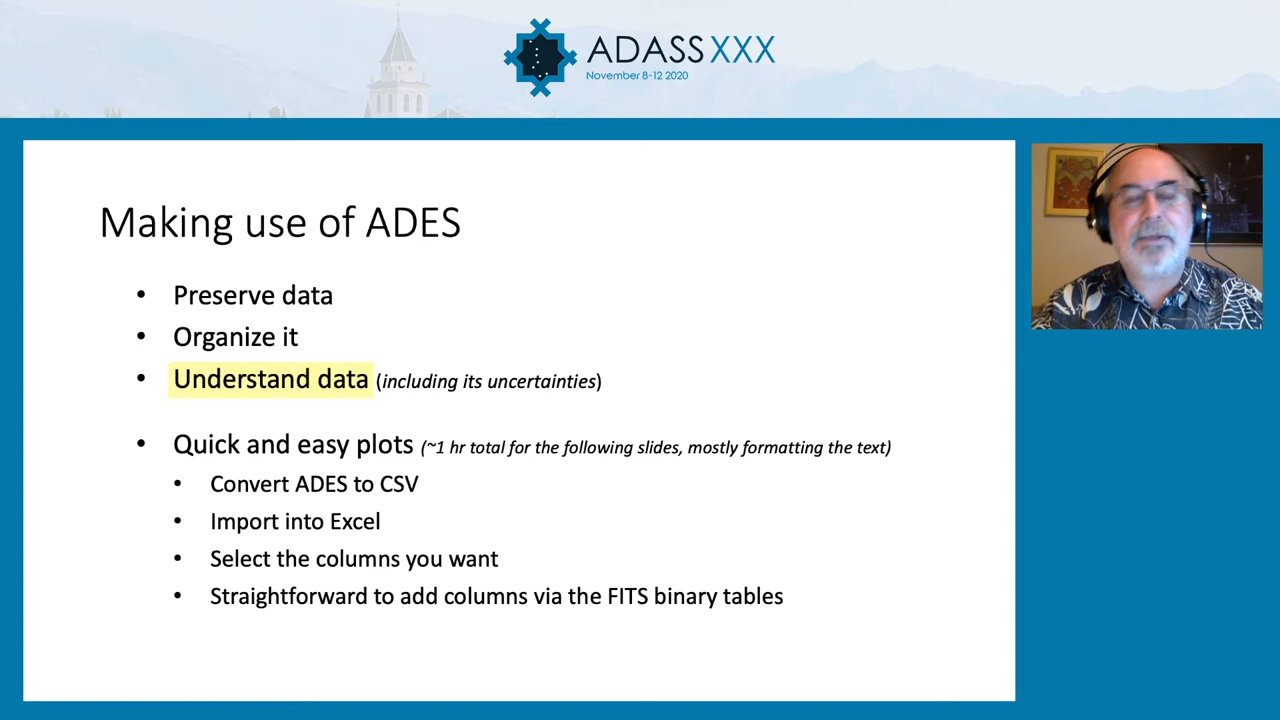 ADASS XXX
November 8-12 2020
Making use of ADES
• Preserve data
• Organize it
• Understand data (including its uncertainties)
• Quick and easy plots (~1 hr total for the following slides, mostly formatting the text)
• Convert ADES to CSV
• Import into Excel
• Select the columns you want
• Straightforward to add columns via the FITS binary tables